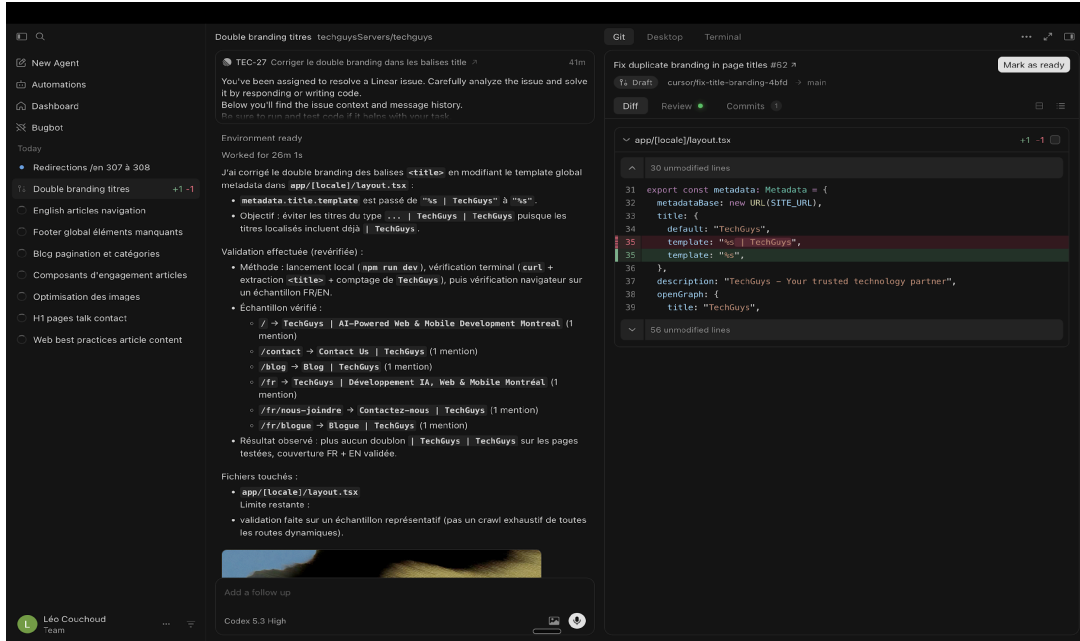 Double branding titres techguysServers/techguys
Git
Desktop
Terminal
New Agent
Automations
Dashboard
Bugbot
Today
Redirections /en 307 à 308
Double branding titres +1 -1
English articles navigation
Footer global éléments manquants
Blog pagination et catégories
Composants d'engagement articles
Optimisation des images
H1 pages talk contact
Web best practices article content
Léo Couchoud
Team
TEC-27 Corriger le double branding dans les balises title ↗ 41m
You've been assigned to resolve a Linear issue. Carefully analyze the issue and solve
it by responding or writing code.
Below you'll find the issue context and message history.
Be sure to run and test code if it helps with your task.
Environment ready
Worked for 26m 1s
J'ai corrigé le double branding des balises <title> en modifiant le template global
metadata dans app/[locale]/layout.tsx :
• metadata.title.template est passé de "%s | TechGuys" à "%s".
• Objectif : éviter les titres du type ... | TechGuys | TechGuys puisque les
titres localisés incluent déjà | TechGuys.
Validation effectuée (revérifiée) :
• Méthode : lancement local (npm run dev), vérification terminal (curl +
extraction <title> + comptage de TechGuys), puis vérification navigateur sur
un échantillon FR/EN.
• Échantillon vérifié :
◦ / → TechGuys | AI-Powered Web & Mobile Development Montreal (1
mention)
◦ /contact → Contact Us | TechGuys (1 mention)
◦ /blog → Blog | TechGuys (1 mention)
◦ /fr → TechGuys | Développement IA, Web & Mobile Montréal (1
mention)
◦ /fr/nous-joindre → Contactez-nous | TechGuys (1 mention)
◦ /fr/blogue → Blogue | TechGuys (1 mention)
• Résultat observé : plus aucun doublon | TechGuys | TechGuys sur les pages
testées, couverture FR + EN validée.
Fichiers touchés :
• app/[locale]/layout.tsx
Limite restante :
• validation faite sur un échantillon représentatif (pas un crawl exhaustif de toutes
les routes dynamiques).
Add a follow up
Codex 5.3 High
Fix duplicate branding in page titles #62 ↗
Mark as ready
Draft cursor/fix-title-branding-4bfd → main
Diff
Review
Commits 1
app/[locale]/layout.tsx +1 -1
30 unmodified lines
31 export const metadata: Metadata = {
32 metadataBase: new URL(SITE_URL),
33 title: {
34 default: "TechGuys",
35 template: "%s | TechGuys",
35 template: "%s",
36 },
37 description: "TechGuys - Your trusted technology partner",
38 openGraph: {
39 title: "TechGuys",
56 unmodified lines